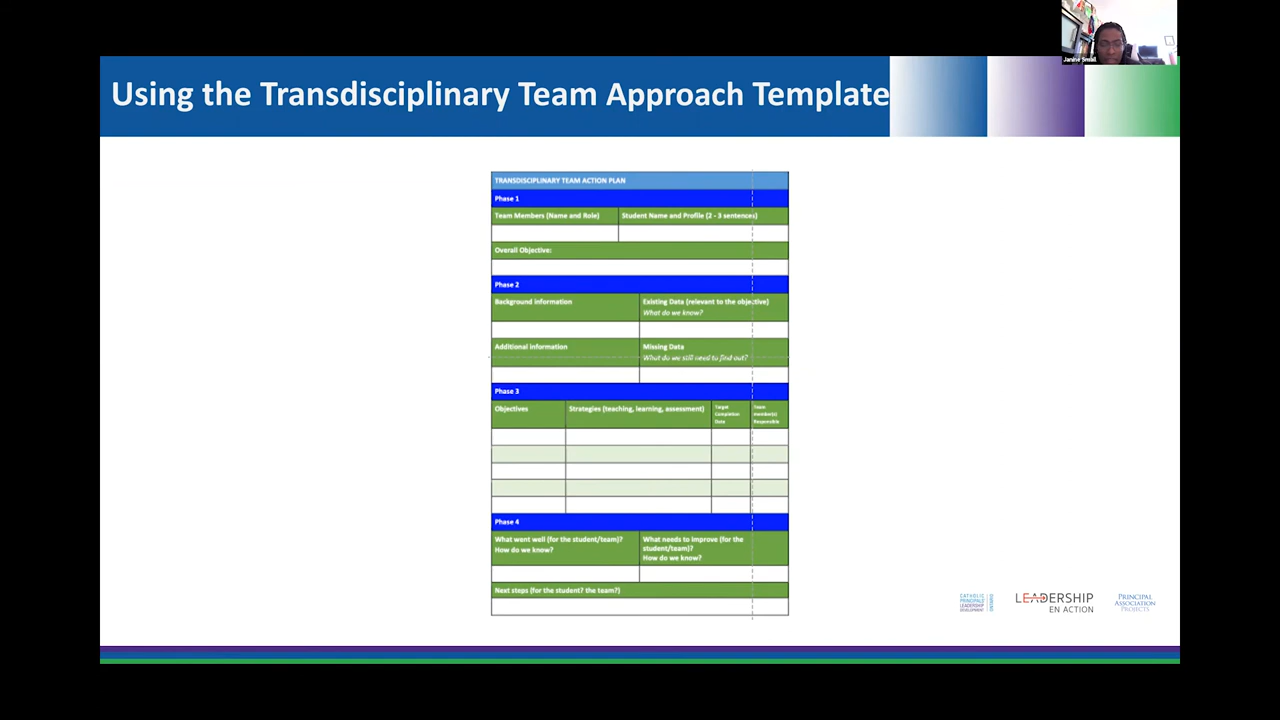 Janine Small
Using the Transdisciplinary Team Approach Template
TRANSDISCIPLINARY TEAM ACTION PLAN
Phase 1
Team Members (Name and Role)
Student Name and Profile (2 - 3 sentences)
Overall Objective:
Phase 2
Background information
Existing Data (relevant to the objective)
What do we know?
Additional information
Missing Data
What do we still need to find out?
Phase 3
Objectives
Strategies (teaching, learning, assessment)
Target
Completion
Date
Team
member(s)
Responsible
Phase 4
What went well (for the student/team)?
How do we know?
What needs to improve (for the
student/team)?
How do we know?
Next steps (for the student? the team?)
CATHOLIC
PRINCIPALS'
LEADERSHIP
DEVELOPMENT
ONTARIO
LEADERSHIP
EN ACTION
PRINCIPAL
ASSOCIATION
PROJECTS